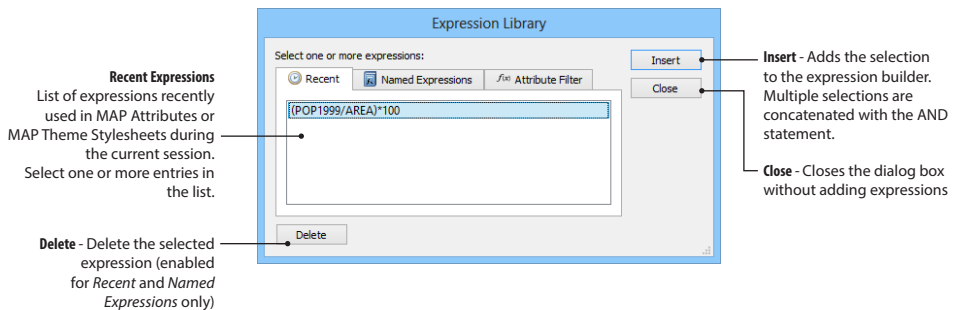 Expression Library
Select one or more expressions:
Recent
Named Expressions
f(x) Attribute Filter
(POP1999/AREA)*100
Insert
Close
Delete
Recent Expressions
List of expressions recently
used in MAP Attributes or
MAP Theme Stylesheets during
the current session.
Select one or more entries in
the list.
Delete - Delete the selected
expression (enabled
for Recent and Named
Expressions only)
Insert - Adds the selection
to the expression builder.
Multiple selections are
concatenated with the AND
statement.
Close - Closes the dialog box
without adding expressions